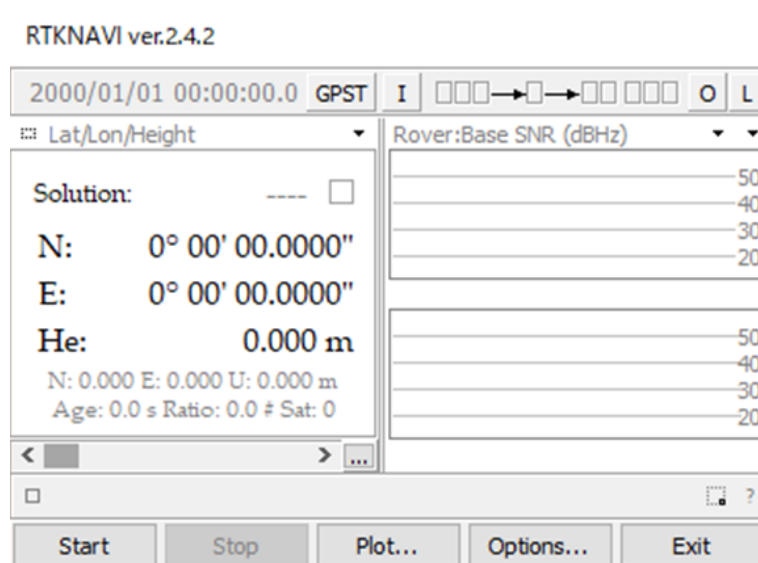 RTKNAVI ver.2.4.2
2000/01/01 00:00:00.0 GPST I O L
Lat/Lon/Height
Rover:Base SNR (dBHz)
Solution: ----
N: 0° 00' 00.0000"
E: 0° 00' 00.0000"
He: 0.000 m
N: 0.000 E: 0.000 U: 0.000 m
Age: 0.0 s Ratio: 0.0 # Sat: 0
50
40
30
20
50
40
30
20
...
?
Start Stop Plot... Options... Exit